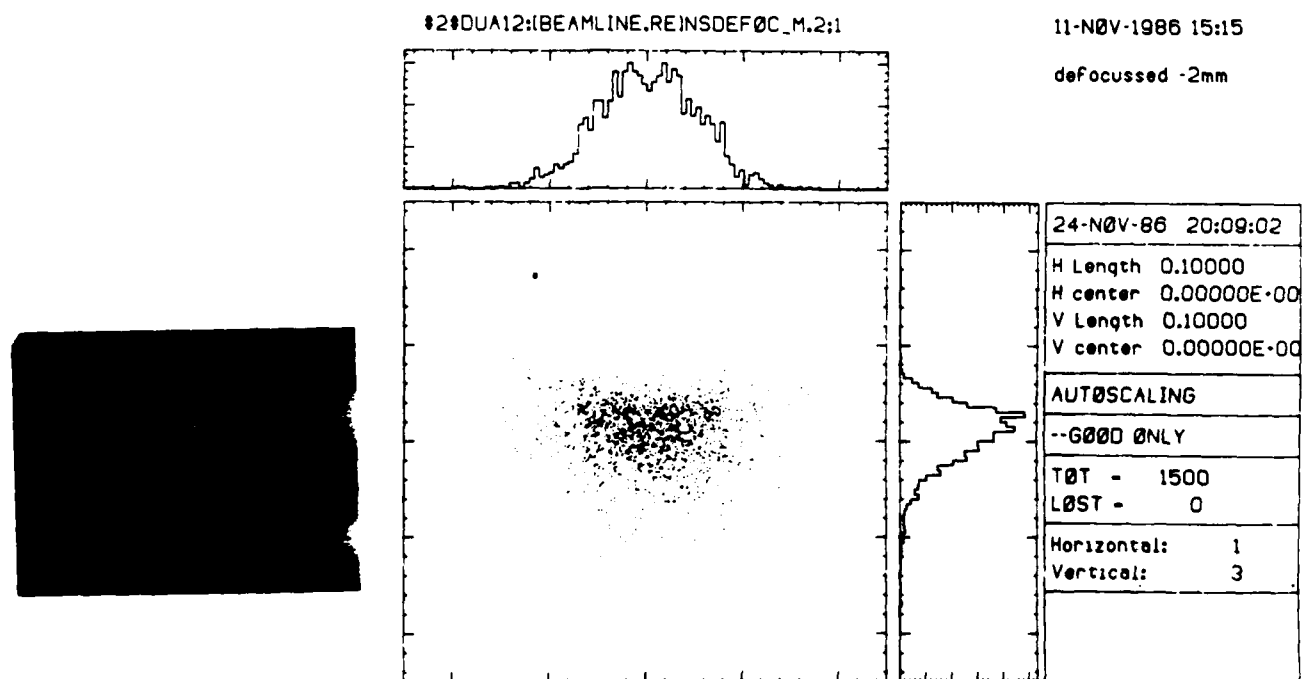 $2$DUA12:[BEAMLINE.REINSDEFØC_M.2;1
11-NØV-1986 15:15
defocussed -2mm
24-NØV-86 20:09:02
H Length 0.10000
H center 0.00000E+00
V Length 0.10000
V center 0.00000E+00
AUTØSCALING
--GØØD ØNLY
TØT - 1500
LØST - 0
Horizontal: 1
Vertical: 3